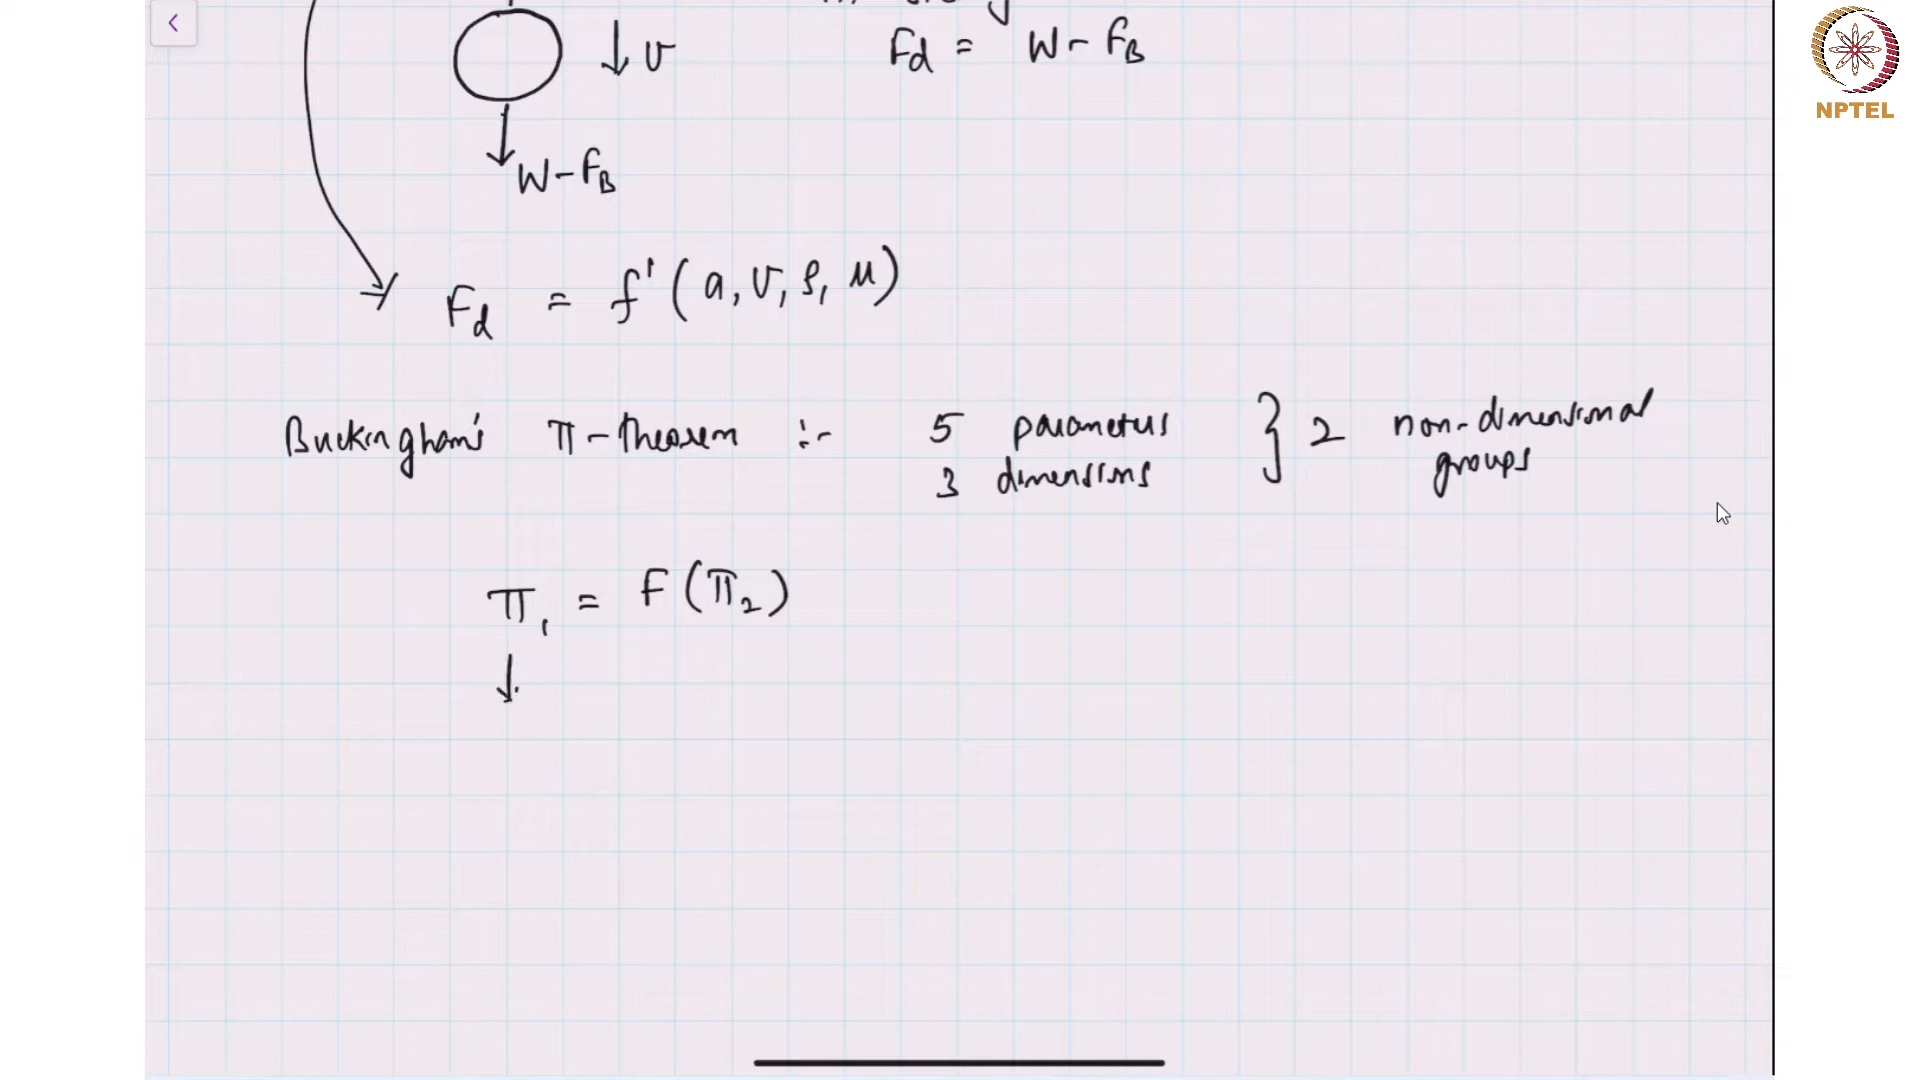 ↓ v
Fd = W - FB
NPTEL
W - FB
Fd = f' (a, v, ρ, μ)
Buckingham's π-theorem :- 5 parameters } 2 non-dimensional
3 dimensions groups
π1 = F (π2)
↓